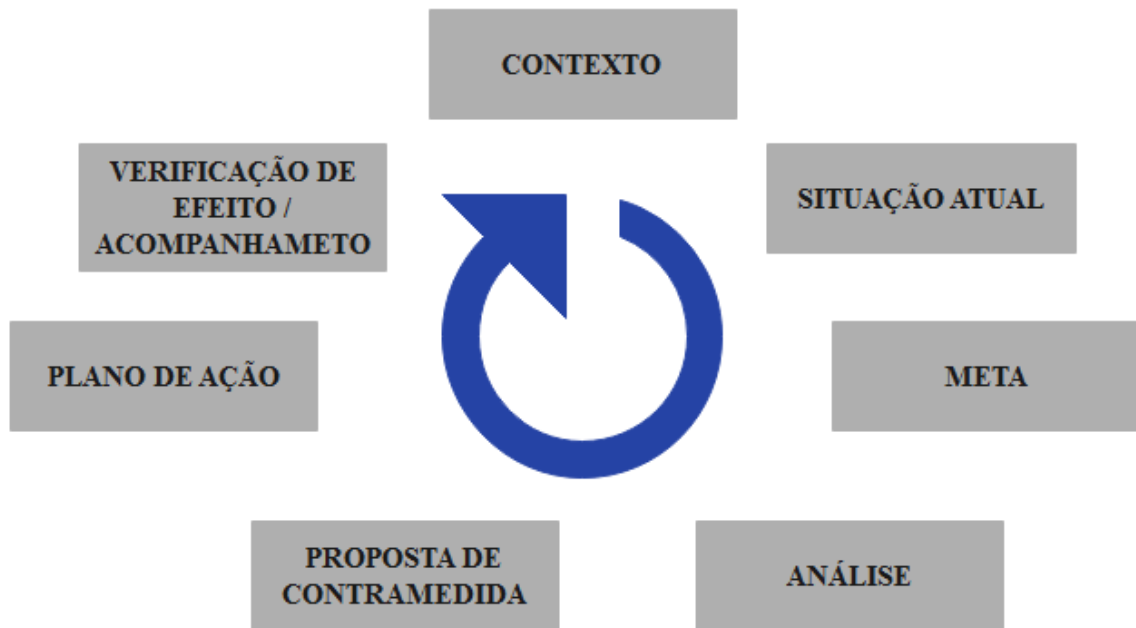 CONTEXTO
SITUAÇÃO ATUAL
META
ANÁLISE
PROPOSTA DE
CONTRAMEDIDA
PLANO DE AÇÃO
VERIFICAÇÃO DE
EFEITO /
ACOMPANHAMETO